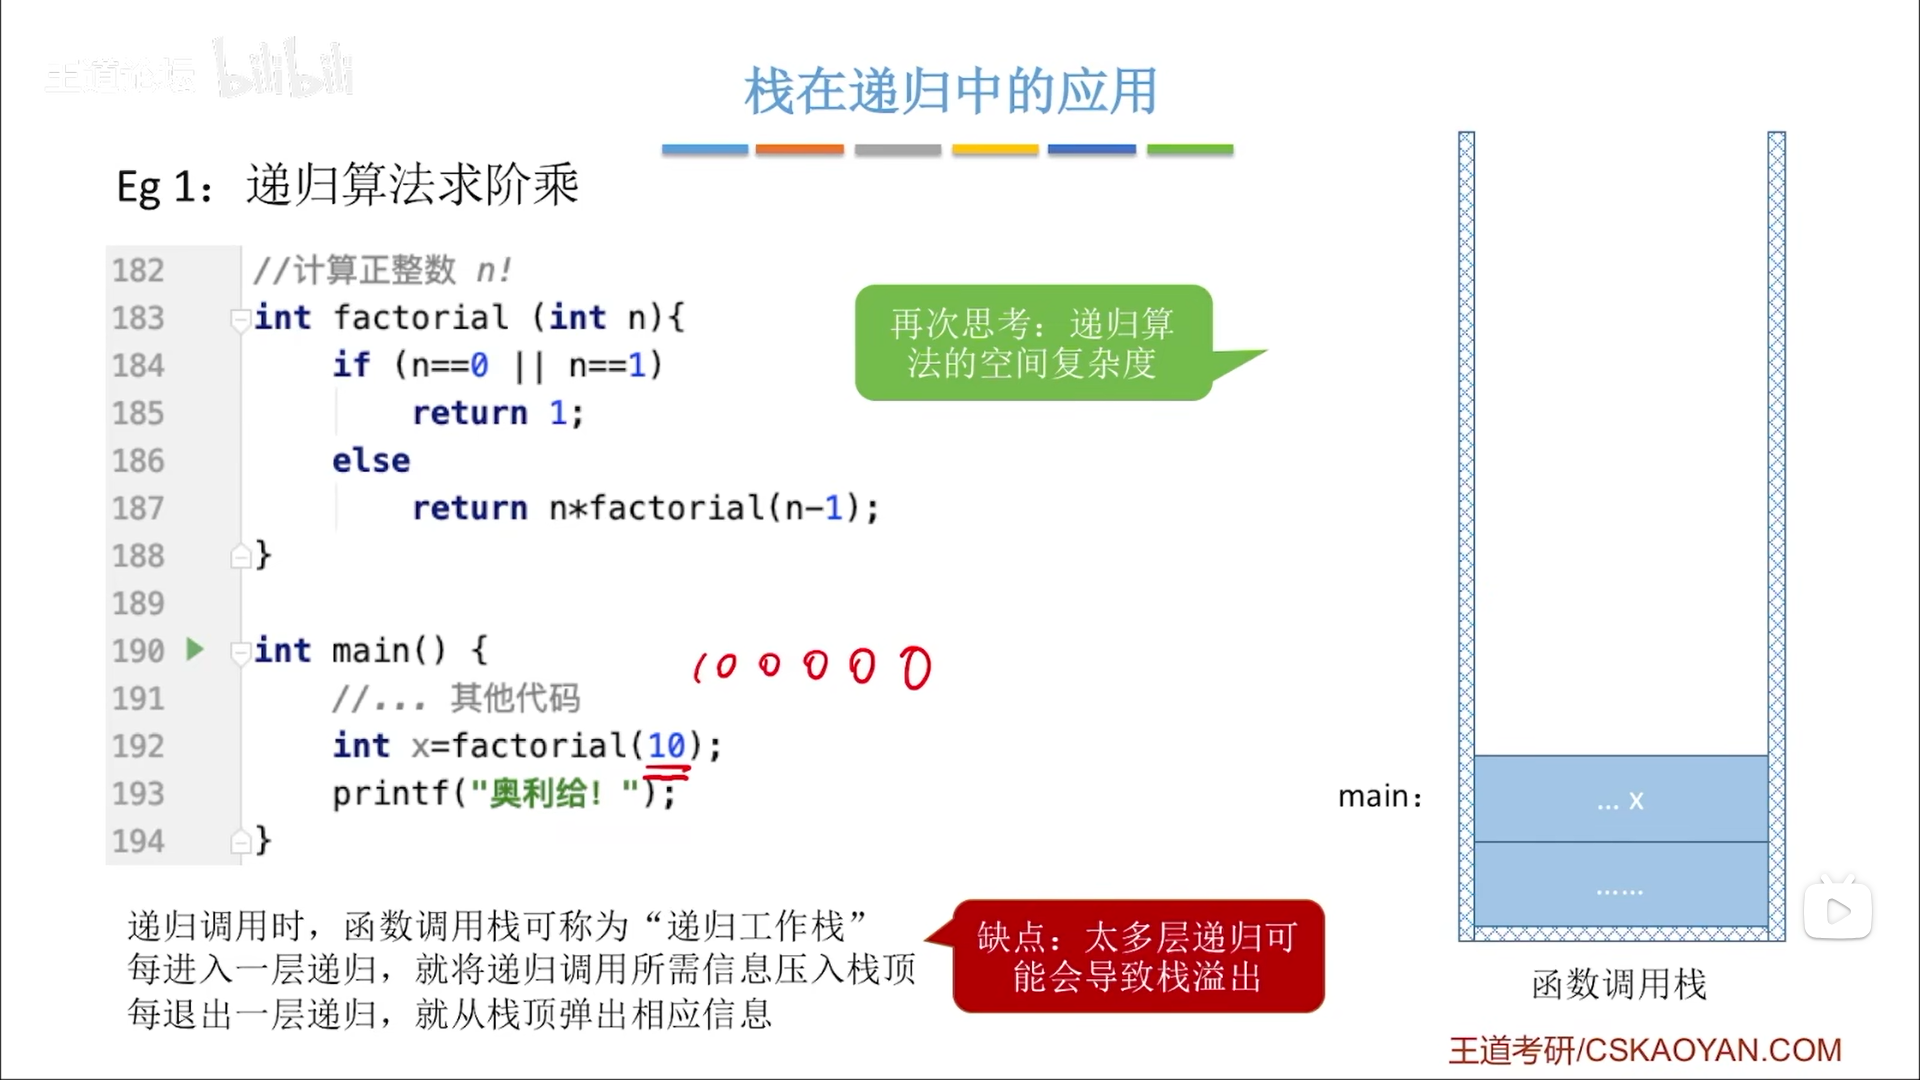 王道论坛 bilibili
栈在递归中的应用
Eg 1：递归算法求阶乘
182 //计算正整数 n!
183 int factorial (int n){
184 if (n==0 || n==1)
185 return 1;
186 else
187 return n*factorial(n-1);
188 }
189
190 int main() {
191 //... 其他代码
192 int x=factorial(10);
193 printf("奥利给！");
194 }
再次思考：递归算
法的空间复杂度
100000
递归调用时，函数调用栈可称为“递归工作栈”
每进入一层递归，就将递归调用所需信息压入栈顶
每退出一层递归，就从栈顶弹出相应信息
缺点：太多层递归可
能会导致栈溢出
main：
... x
......
函数调用栈
王道考研/CSKAOYAN.COM